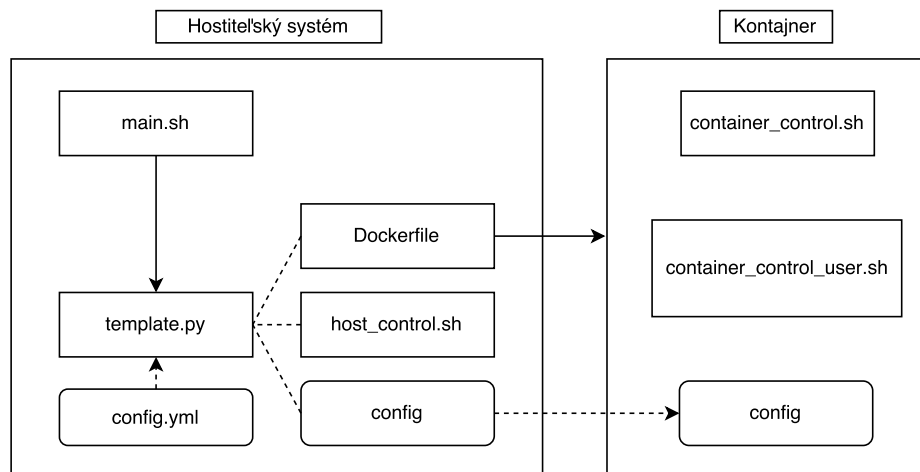 Hostiteľský systém
Kontajner
main.sh
container_control.sh
Dockerfile
container_control_user.sh
template.py
host_control.sh
config.yml
config
config